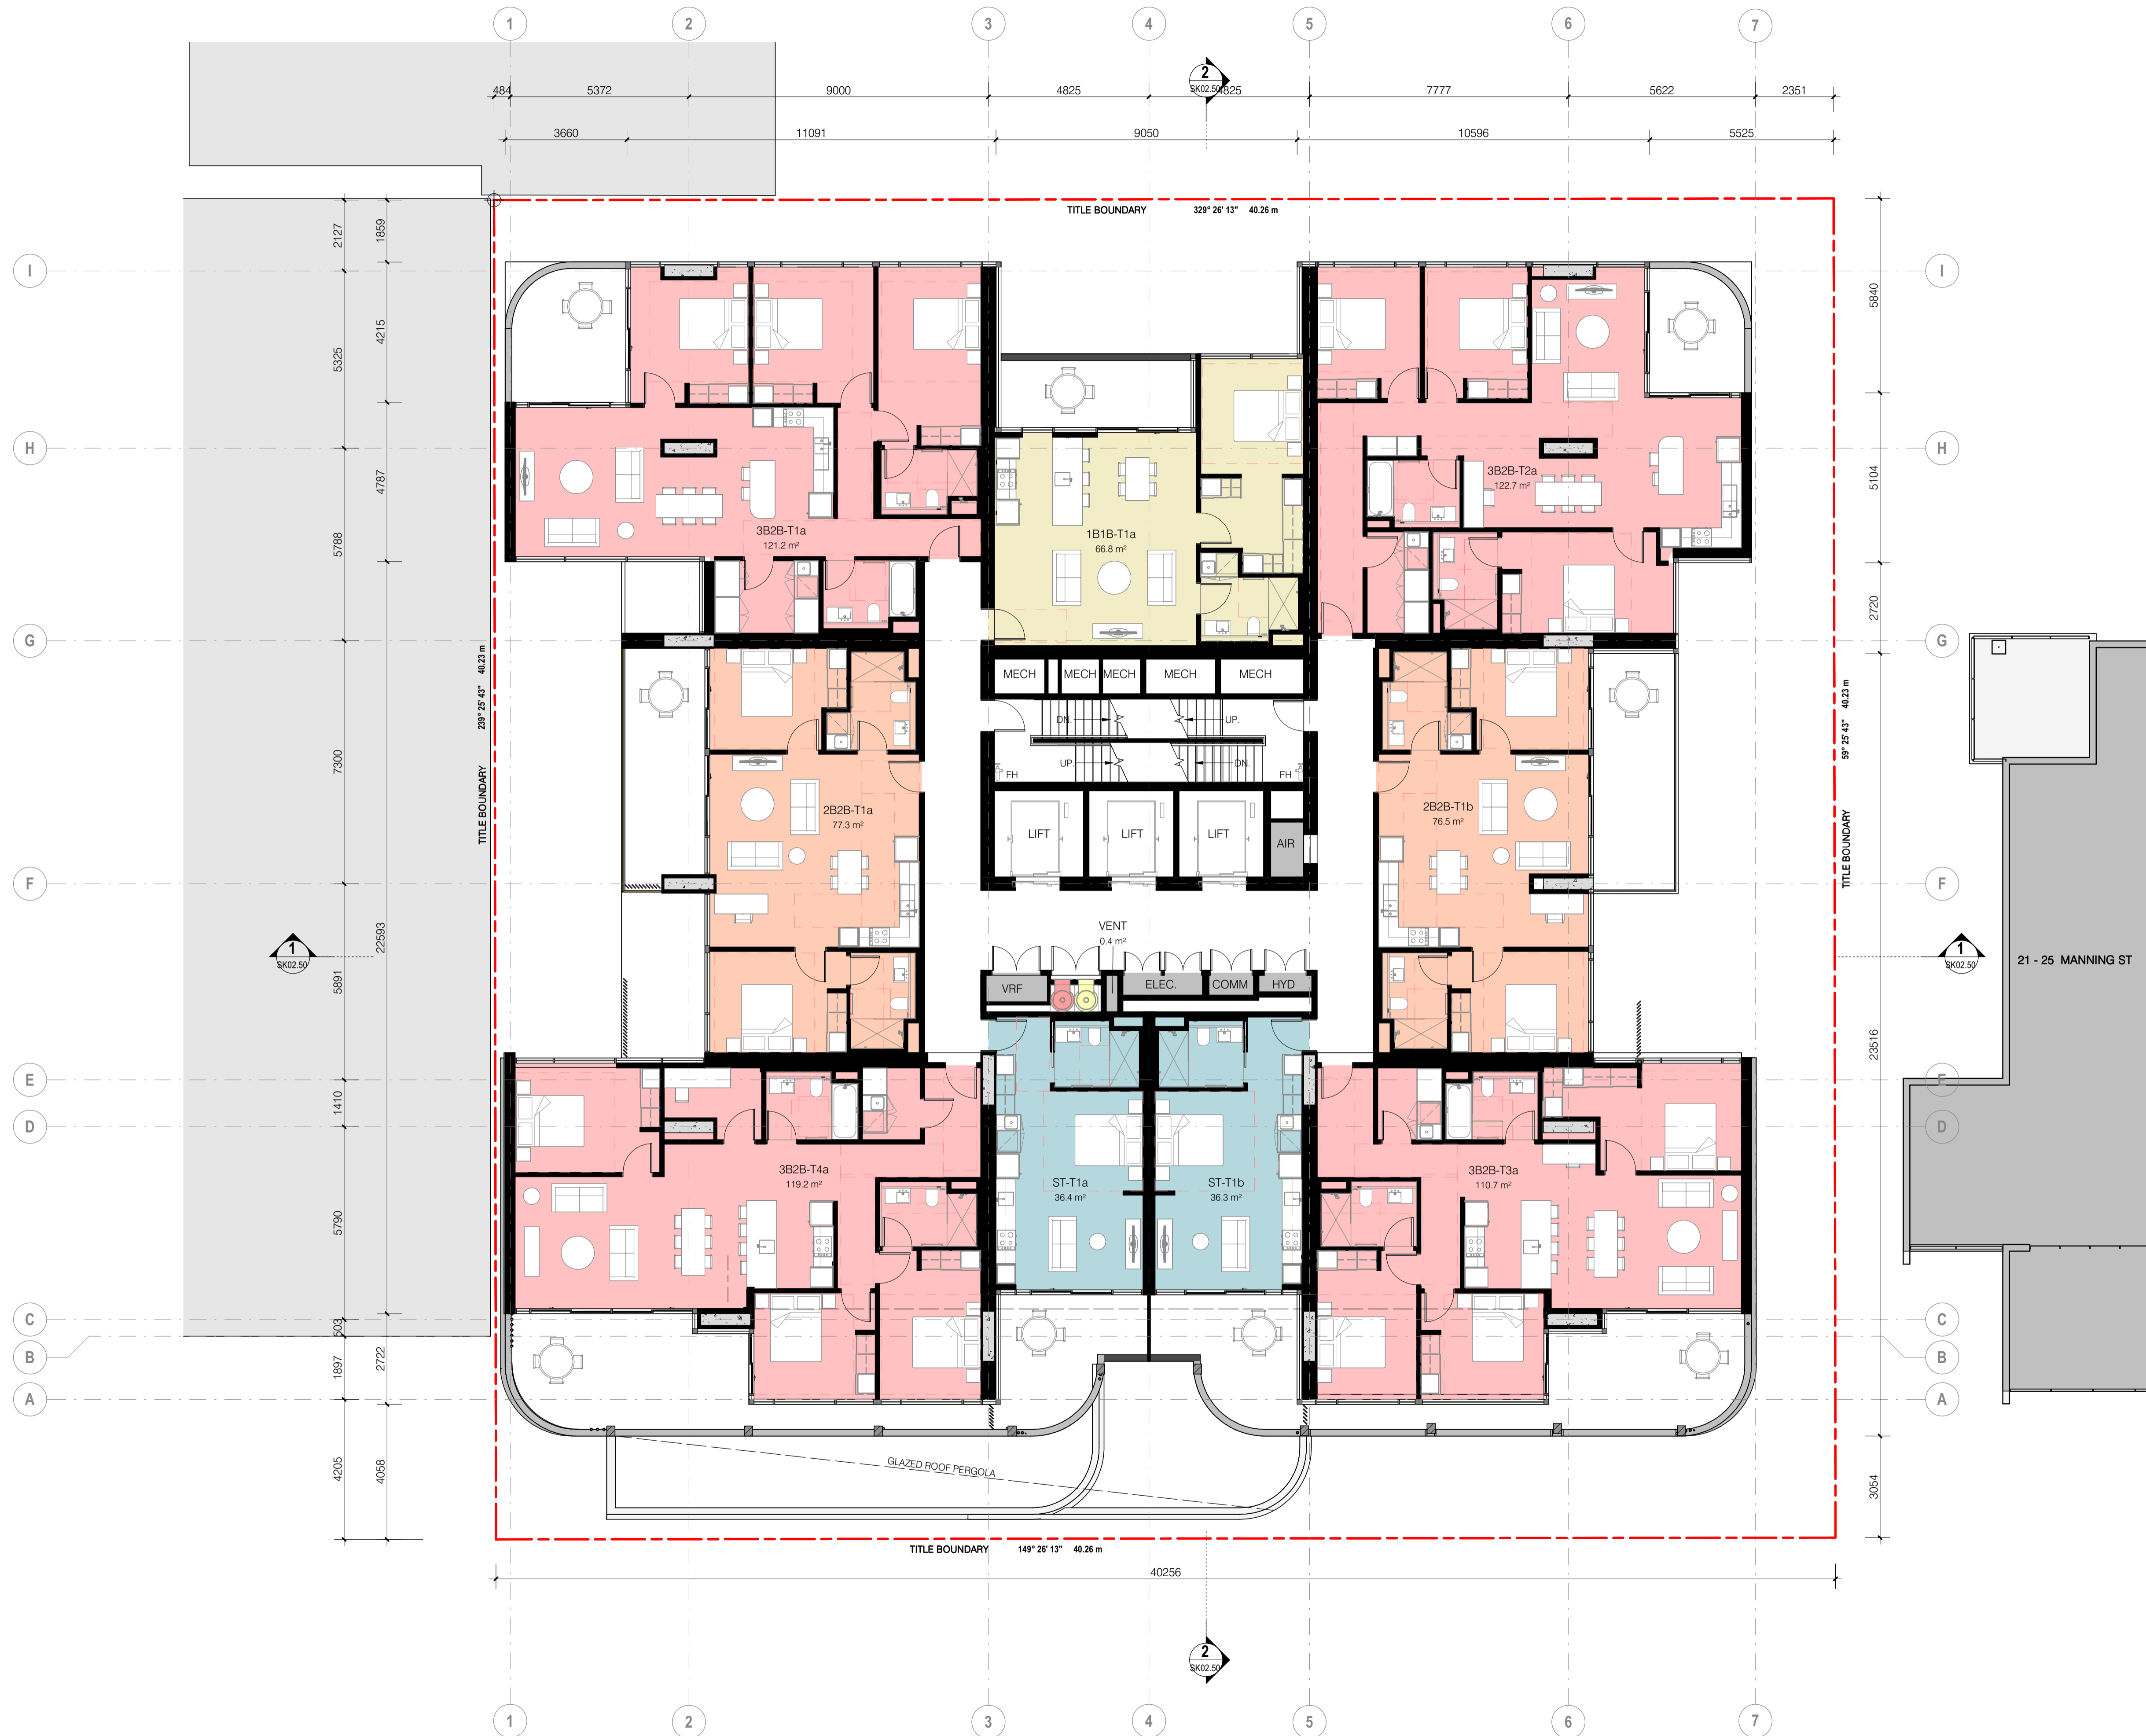 1 2 3 4 5 6 7
2
SK02.50
484 5372 9000 4825 4825 7777 5622 2351
3660 11091 9050 10596 5525
TITLE BOUNDARY 329° 26' 13" 40.26 m
2127
1859
I
I
5325
4215
5840
H
H
4787
5104
3B2B-T1a
121.2 m²
1B1B-T1a
66.8 m²
3B2B-T2a
122.7 m²
5788
2720
G
G
TITLE BOUNDARY 239° 25' 43" 40.23 m
TITLE BOUNDARY 59° 25' 43" 40.23 m
MECH MECH MECH MECH MECH
DN. UP.
UP. DN.
FH FH
7300
2B2B-T1a
77.3 m²
2B2B-T1b
76.5 m²
LIFT LIFT LIFT AIR
F
F
VENT
0.4 m²
22593
1
SK02.50
1
SK02.50
21 - 25 MANNING ST
5891
VRF ELEC. COMM HYD
23516
E
E
1410
D
D
3B2B-T4a
119.2 m²
ST-T1a
36.4 m²
ST-T1b
36.3 m²
3B2B-T3a
110.7 m²
5790
C
C
503
B
B
1897
2722
A
A
4205
4058
GLAZED ROOF PERGOLA
3054
TITLE BOUNDARY 149° 26' 13" 40.26 m
40256
2
SK02.50
1 2 3 4 5 6 7